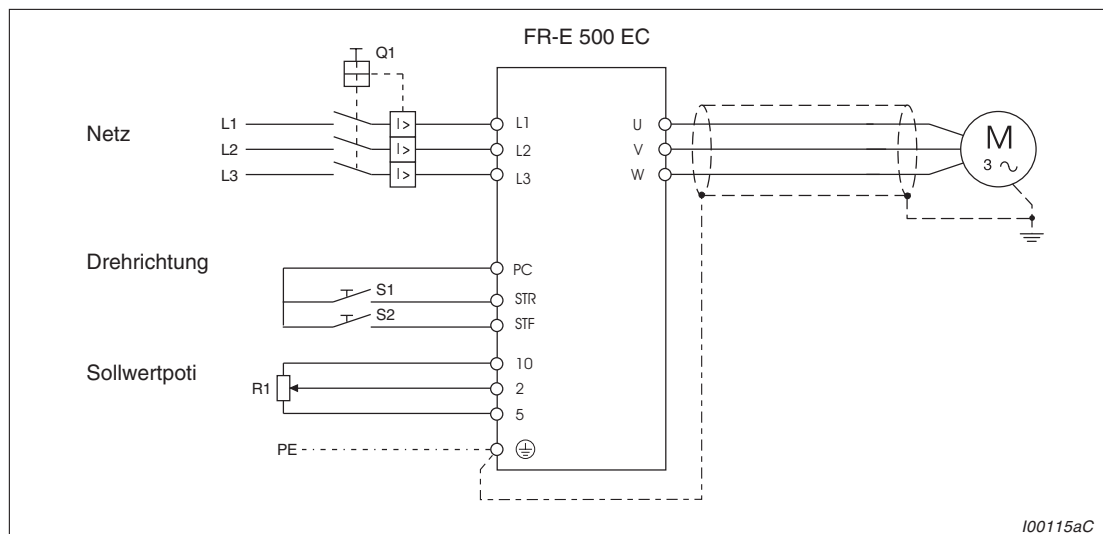 FR-E 500 EC
Q1
Netz
L1
L2
L3
I>
I>
I>
L1
L2
L3
U
V
W
M
3 ∿
Drehrichtung
S1
S2
PC
STR
STF
Sollwertpoti
R1
10
2
5
PE
I00115aC